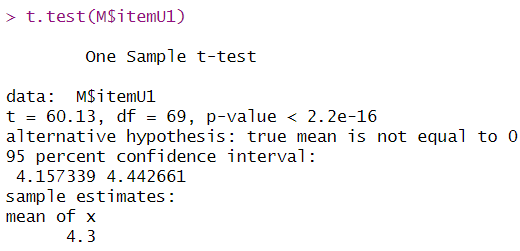 > t.test(M$itemU1)
One Sample t-test
data:  M$itemU1
t = 60.13, df = 69, p-value < 2.2e-16
alternative hypothesis: true mean is not equal to 0
95 percent confidence interval:
4.157339 4.442661
sample estimates:
mean of x
4.3